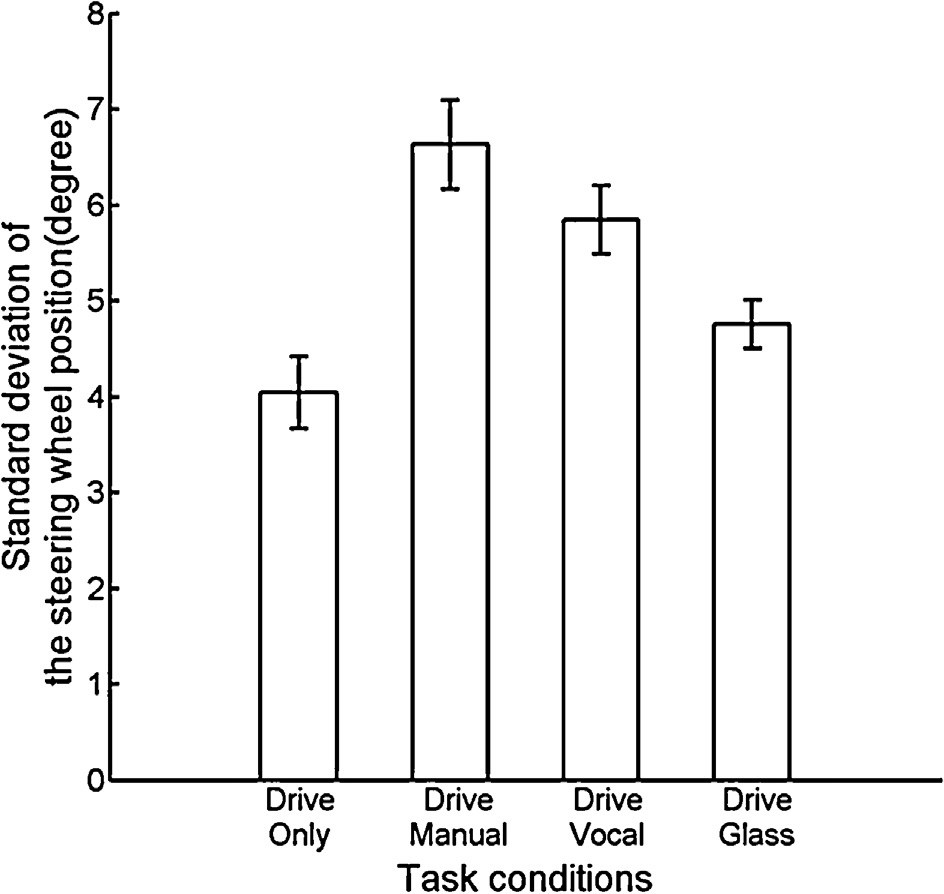 Standard deviation of
the steering wheel position(degree)
8
7
6
5
4
3
2
1
0
Drive
Only
Drive
Manual
Drive
Vocal
Drive
Glass
Task conditions